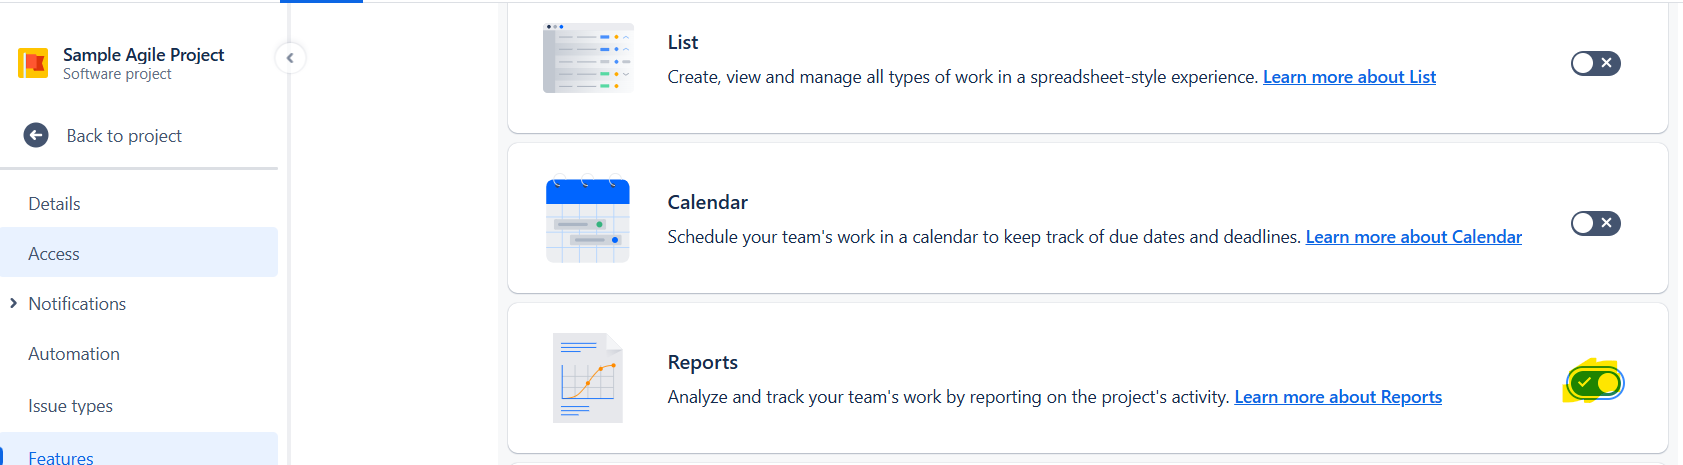 Sample Agile Project
Software project
Back to project
Details
Access
Notifications
Automation
Issue types
Features
List
Create, view and manage all types of work in a spreadsheet-style experience. Learn more about List
Calendar
Schedule your team's work in a calendar to keep track of due dates and deadlines. Learn more about Calendar
Reports
Analyze and track your team's work by reporting on the project's activity. Learn more about Reports